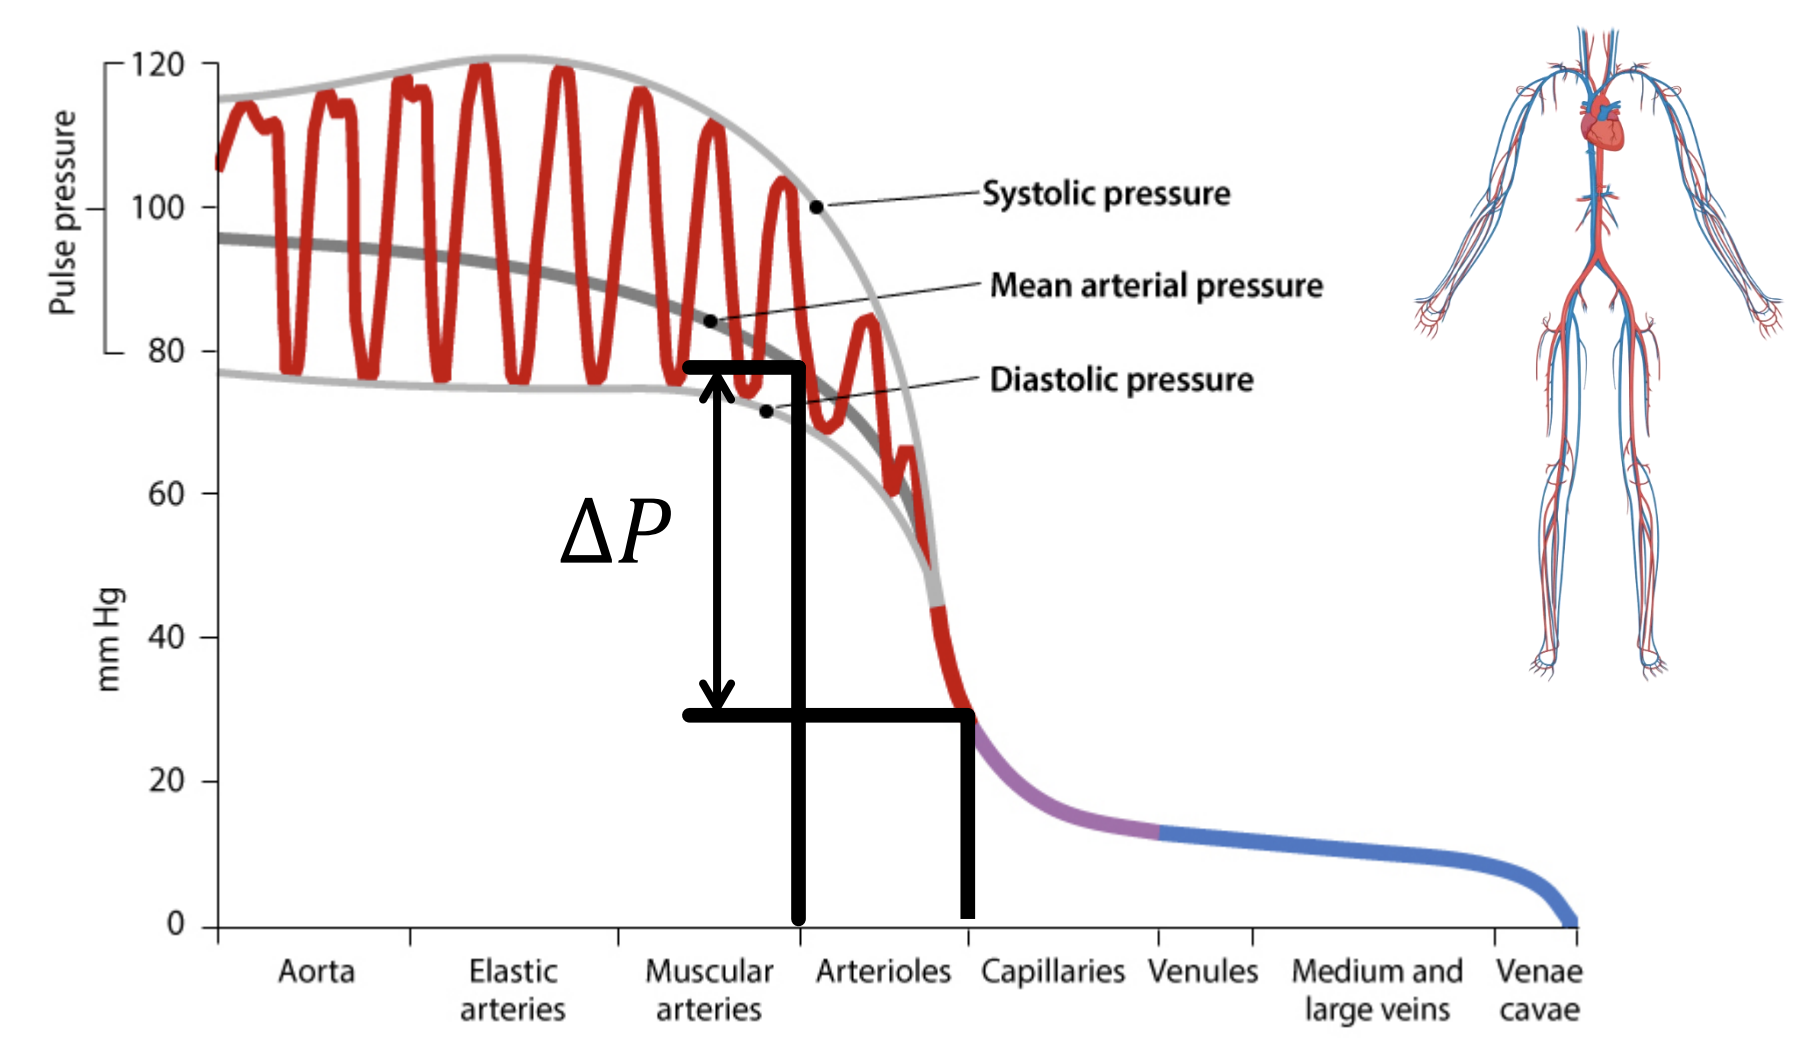 120
100
80
60
40
20
0
Pulse pressure
mm Hg
Systolic pressure
Mean arterial pressure
Diastolic pressure
ΔP
Aorta
Elastic
arteries
Muscular
arteries
Arterioles
Capillaries
Venules
Medium and
large veins
Venae
cavae